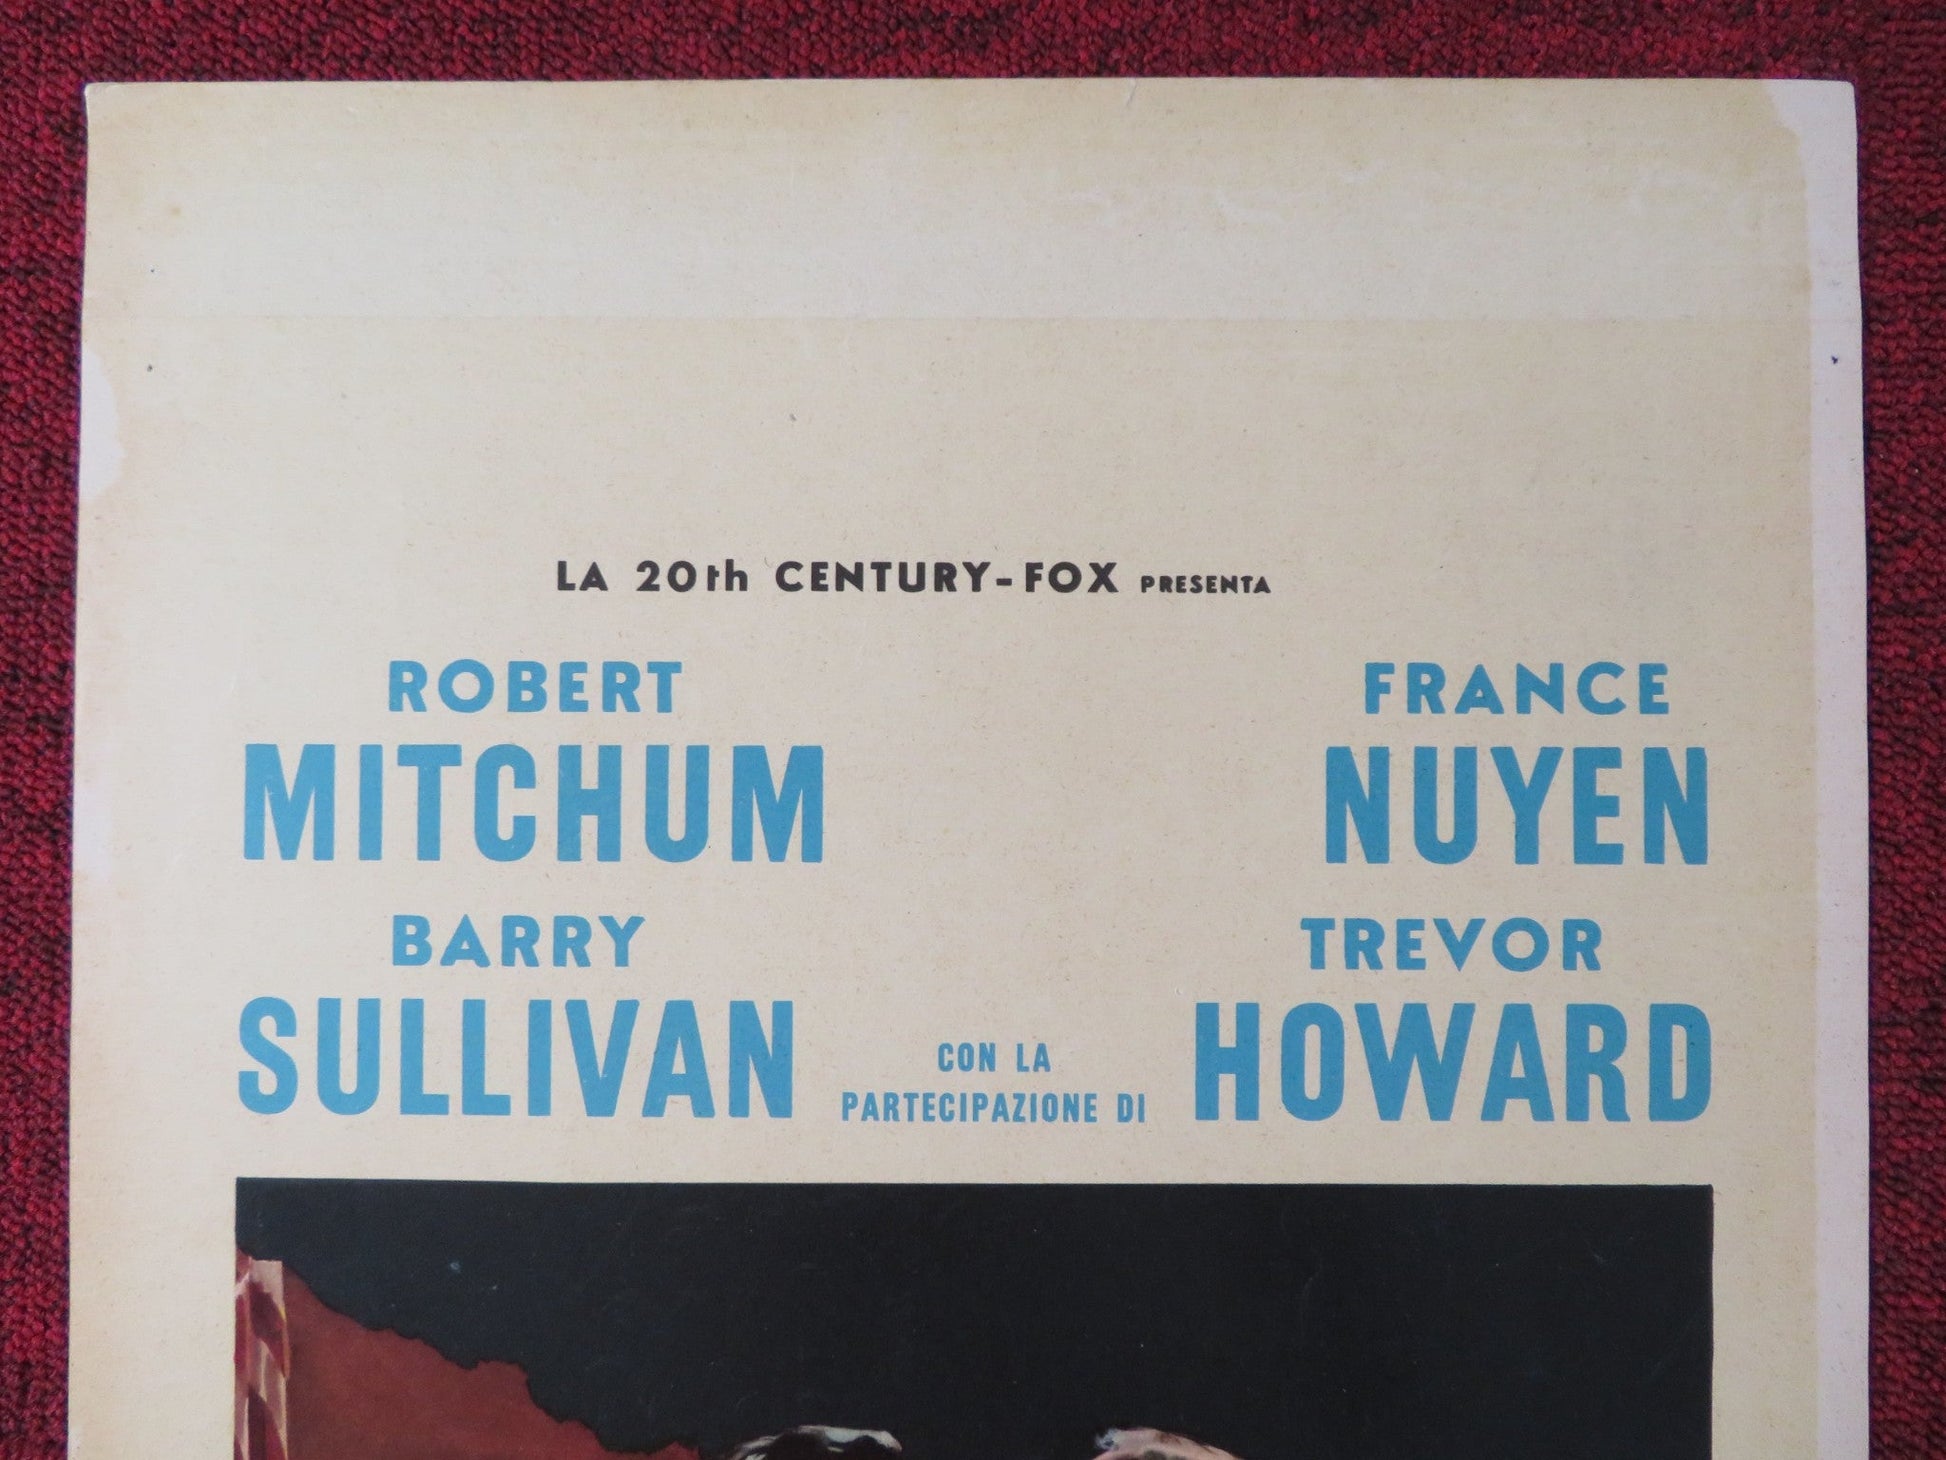 LA 20th CENTURY-FOX PRESENTA
ROBERT
MITCHUM
FRANCE
NUYEN
BARRY
SULLIVAN
CON LA
PARTECIPAZIONE DI
TREVOR
HOWARD